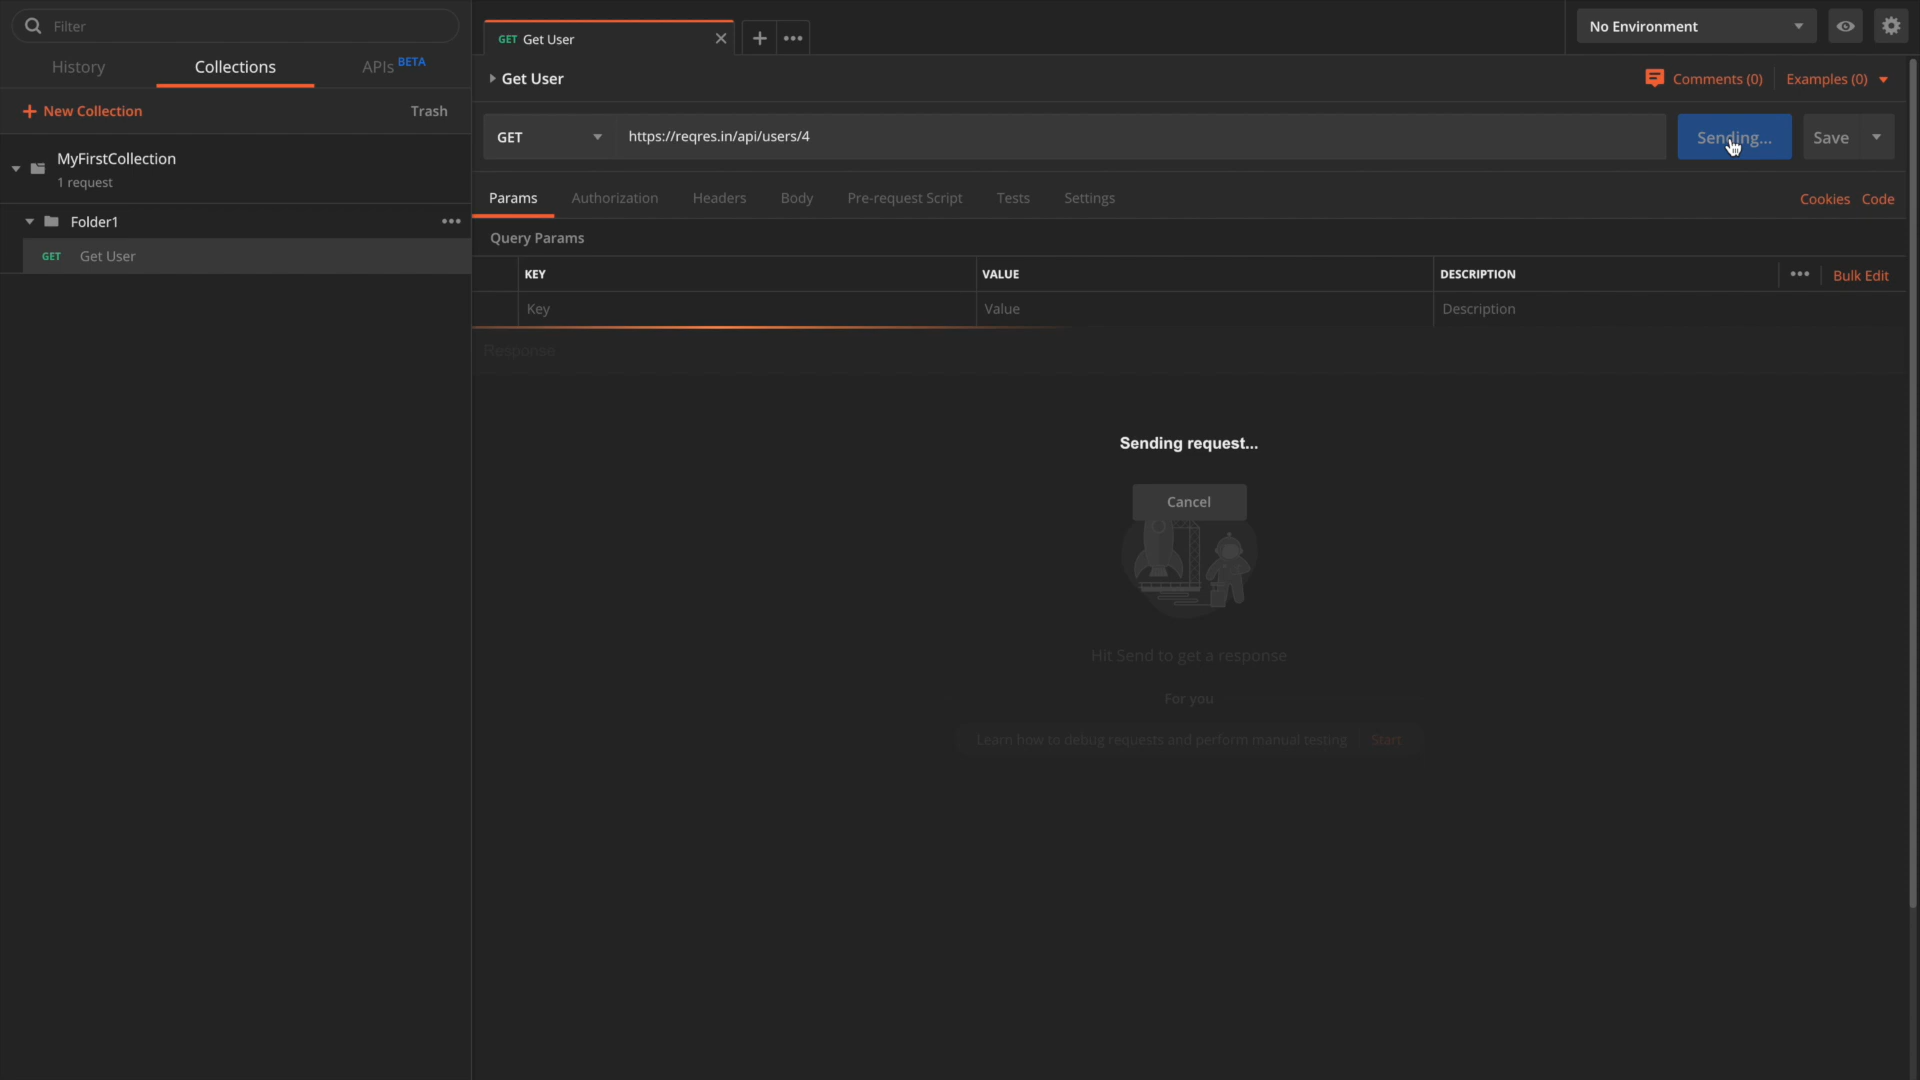 Filter
History
Collections
APIs BETA
+ New Collection
Trash
MyFirstCollection
1 request
Folder1
GET Get User
GET Get User
No Environment
Get User
Comments (0)
Examples (0)
GET
https://reqres.in/api/users/4
Sending...
Save
Params
Authorization
Headers
Body
Pre-request Script
Tests
Settings
Cookies
Code
Query Params
KEY
VALUE
DESCRIPTION
Bulk Edit
Key
Value
Description
Response
Sending request...
Cancel
Hit Send to get a response
For you
Learn how to debug requests and perform manual testing
Start